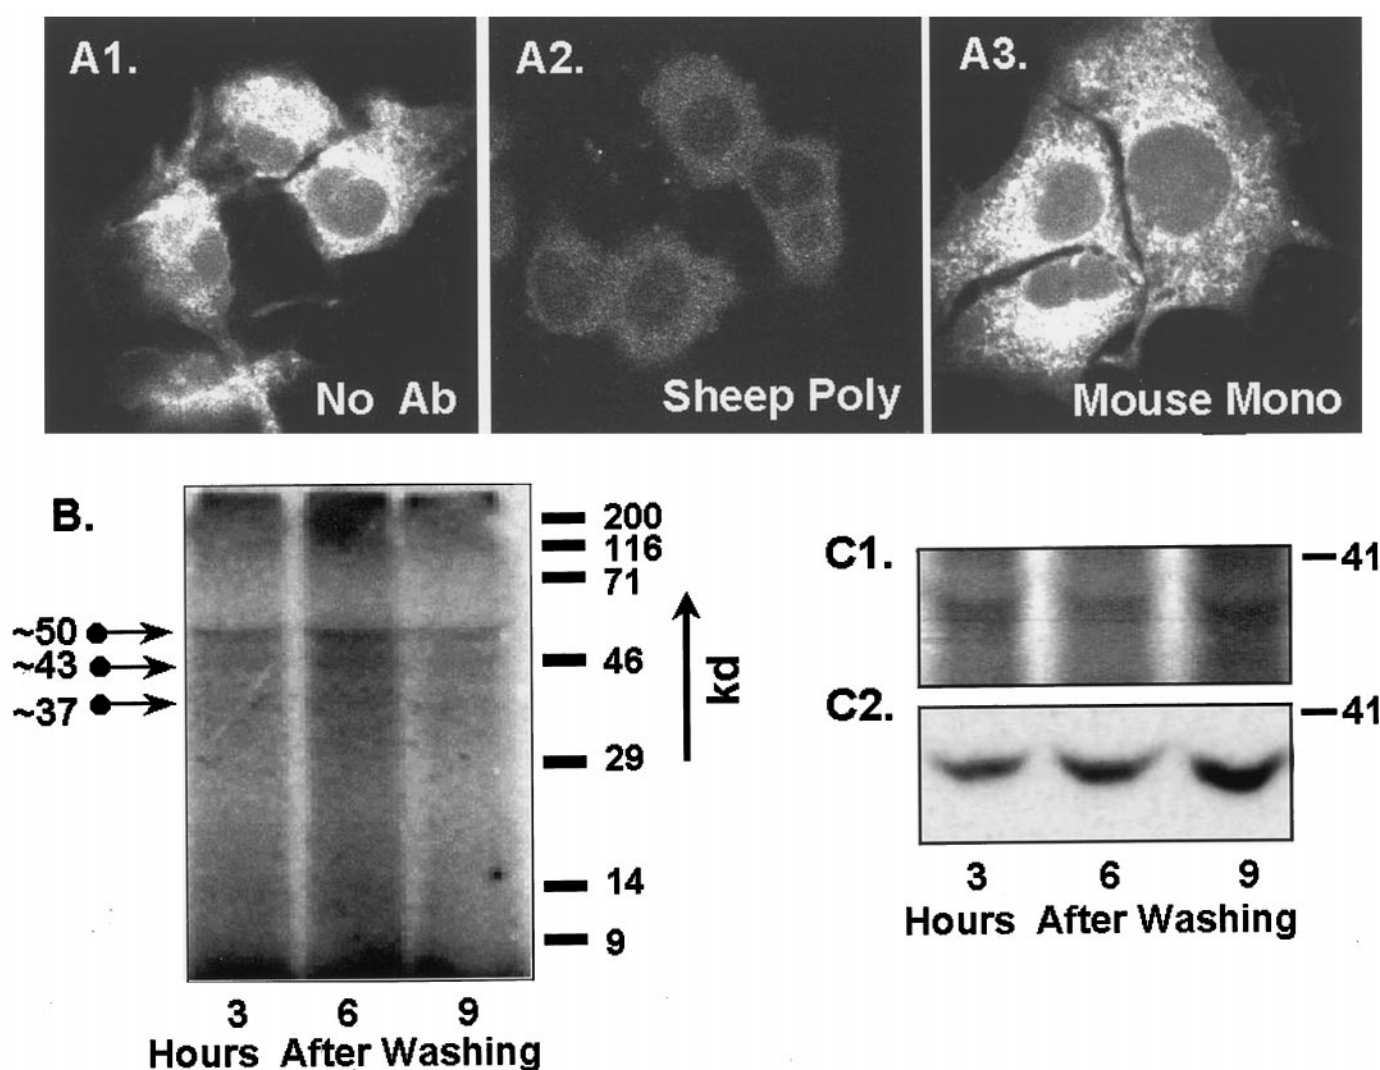 A1.
No Ab
A2.
Sheep Poly
A3.
Mouse Mono
B.
~50
~43
~37
200
116
71
46
29
14
9
kd
3 6 9
Hours After Washing
C1.
41
C2.
41
3 6 9
Hours After Washing